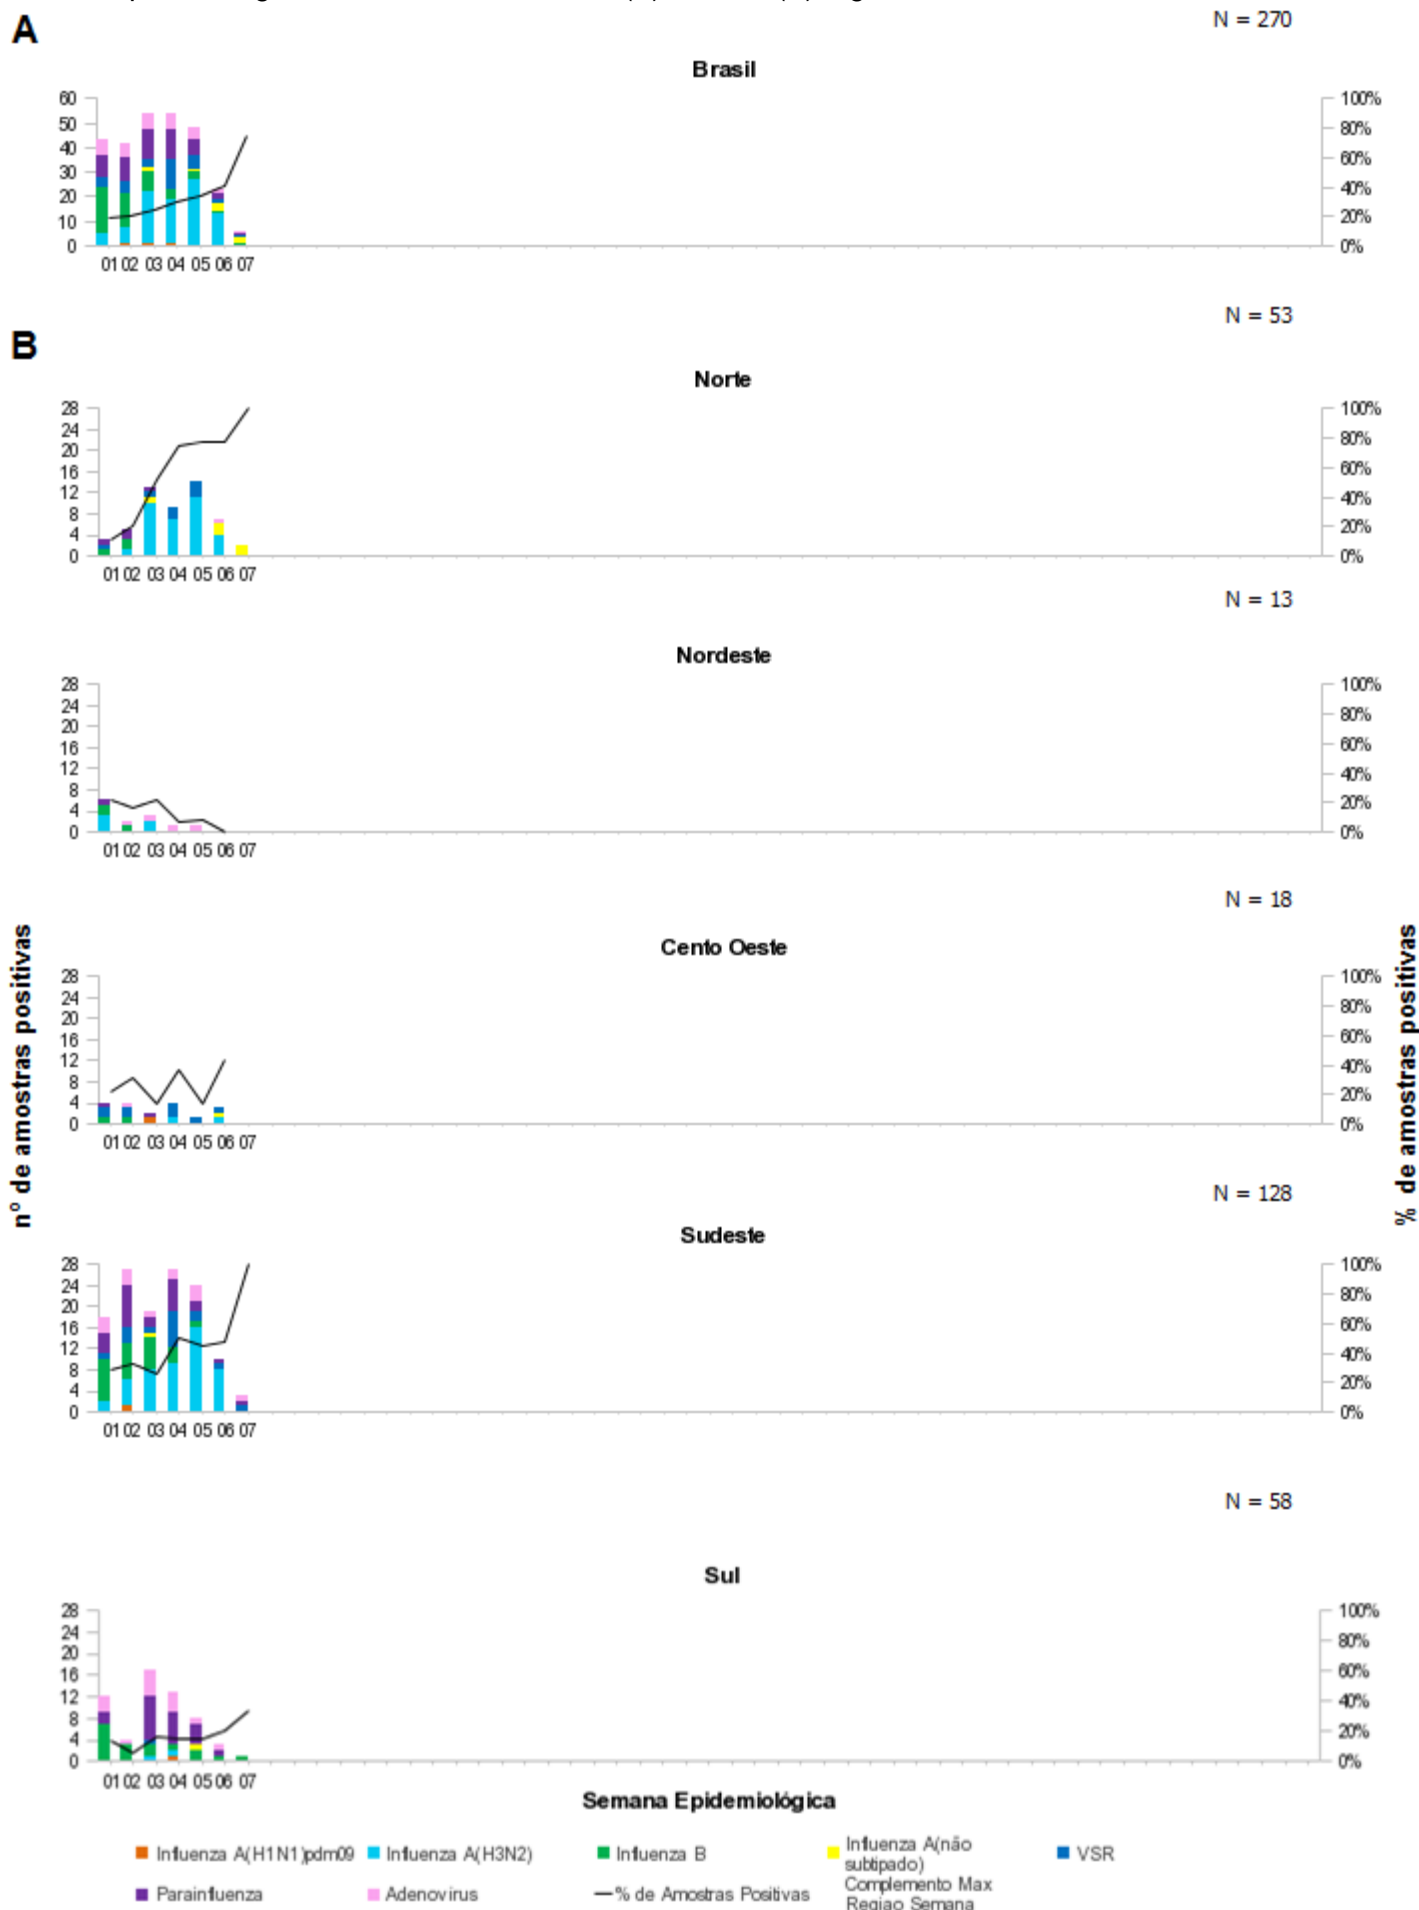 A
N = 270
Brasil
60
50
40
30
20
10
0
100%
80%
60%
40%
20%
0%
01 02 03 04 05 06 07
N = 53
B
Norte
28
24
20
16
12
8
4
0
100%
80%
60%
40%
20%
0%
01 02 03 04 05 06 07
N = 13
Nordeste
28
24
20
16
12
8
4
0
100%
80%
60%
40%
20%
0%
01 02 03 04 05 06 07
N = 18
Cento Oeste
28
24
20
16
12
8
4
0
100%
80%
60%
40%
20%
0%
01 02 03 04 05 06 07
nº de amostras positivas
% de amostras positivas
N = 128
Sudeste
28
24
20
16
12
8
4
0
100%
80%
60%
40%
20%
0%
01 02 03 04 05 06 07
N = 58
Sul
28
24
20
16
12
8
4
0
100%
80%
60%
40%
20%
0%
01 02 03 04 05 06 07
Semana Epidemiológica
Influenza A(H1N1)pdm09
Influenza A(H3N2)
Influenza B
Influenza A(não
subtipado)
VSR
Parainfluenza
Adenovirus
% de Amostras Positivas
Complemento Max
Regiao Semana